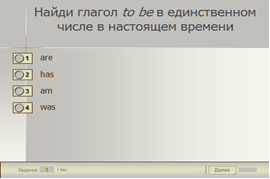 Найди глагол to be в единственном
числе в настоящем времени
1 are
2 has
3 am
4 was
Задание 1 Далее